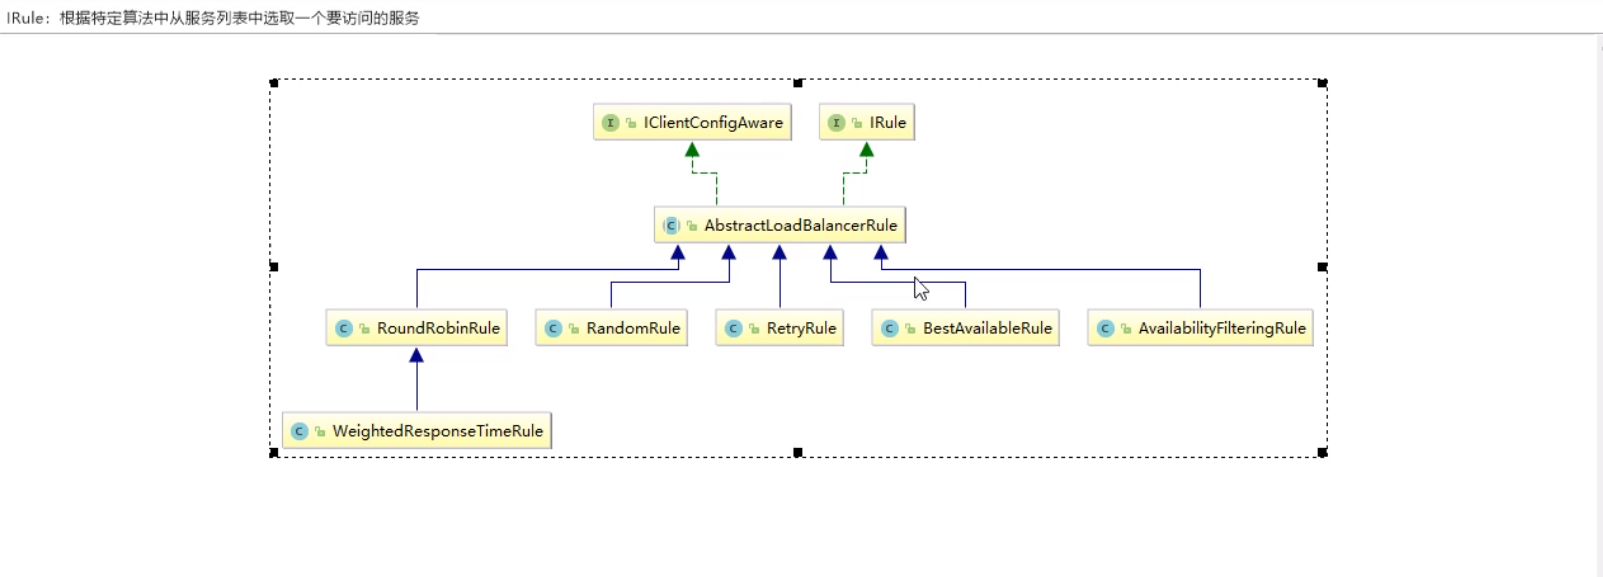 IRule：根据特定算法中从服务列表中选取一个要访问的服务
IClientConfigAware
IRule
AbstractLoadBalancerRule
RoundRobinRule
RandomRule
RetryRule
BestAvailableRule
AvailabilityFilteringRule
WeightedResponseTimeRule